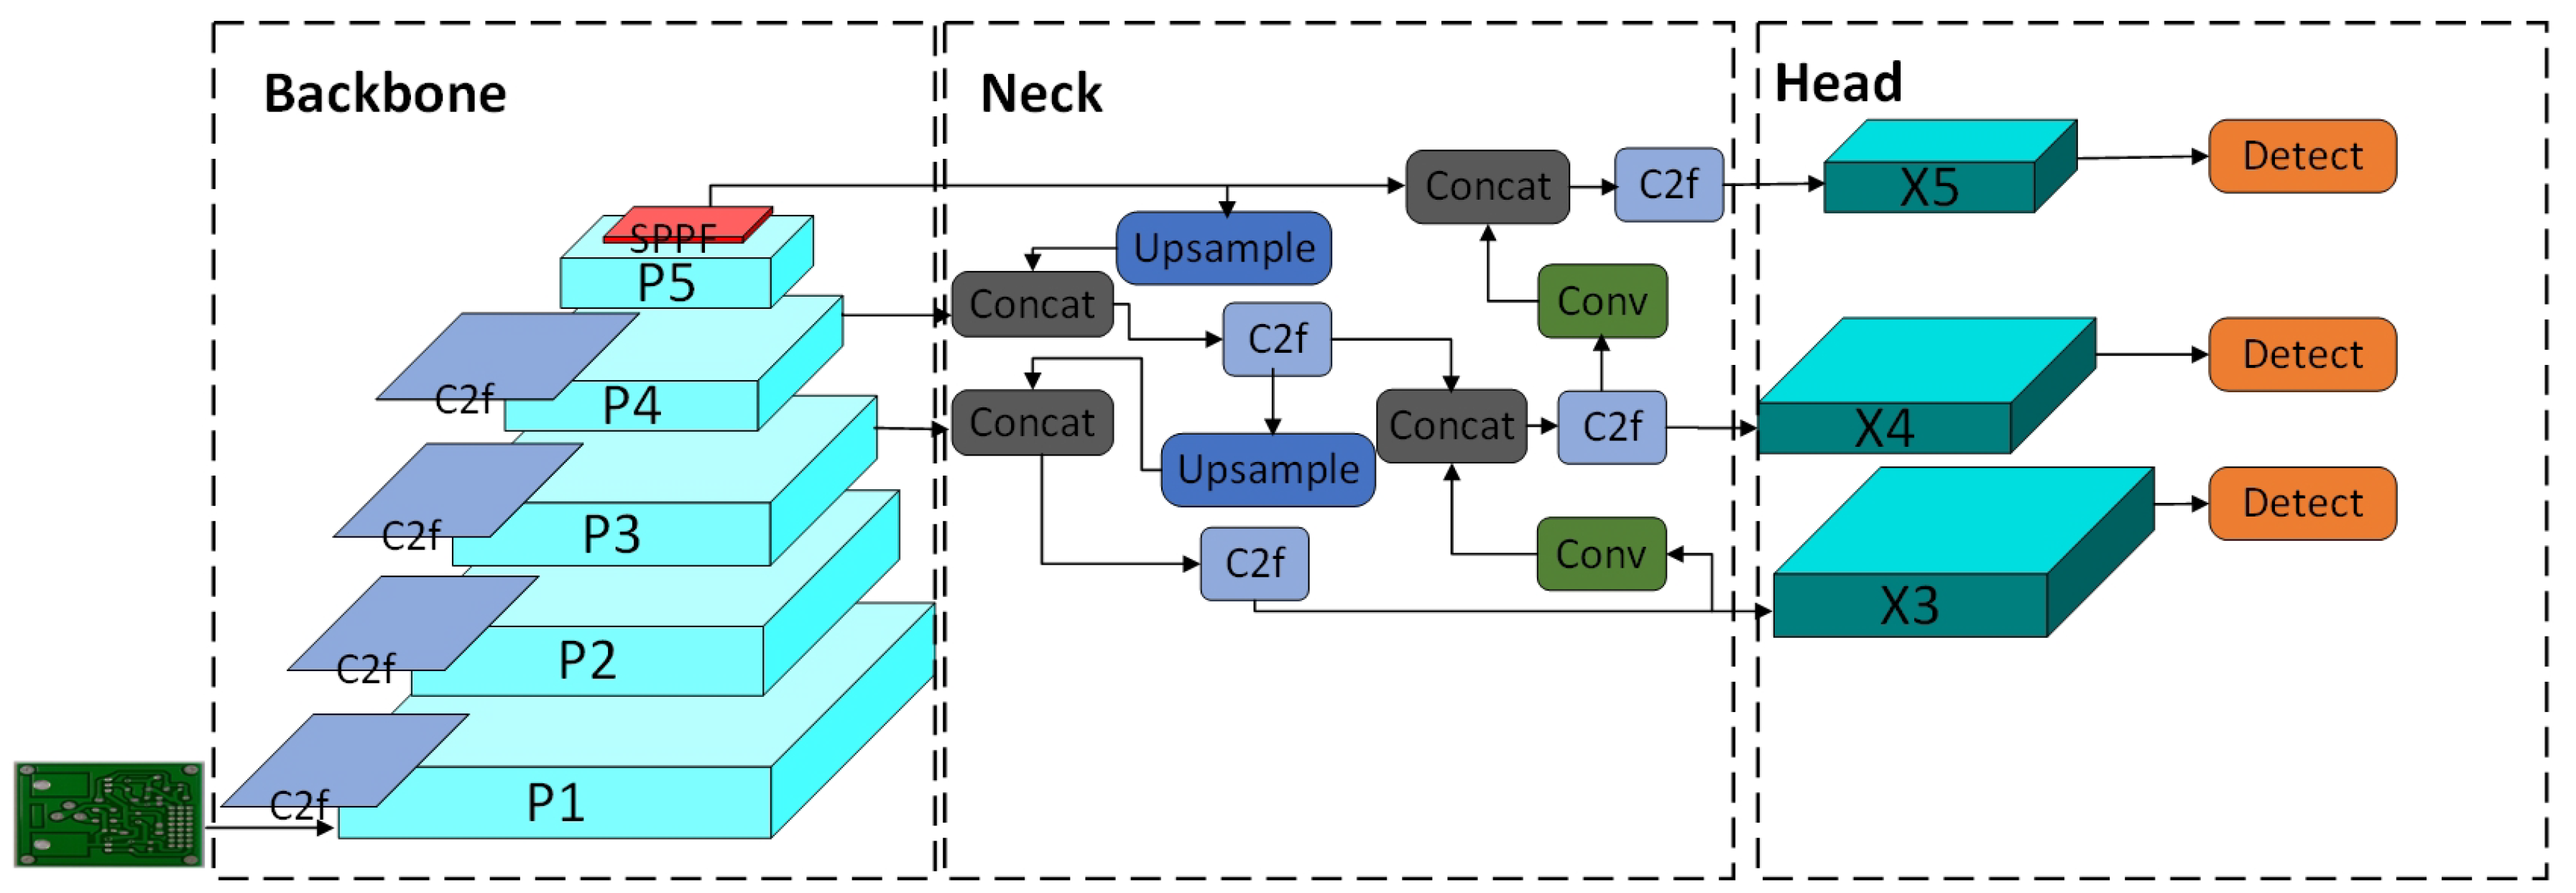 Backbone
SPPF
P5
C2f
P4
C2f
P3
C2f
P2
C2f
P1
Neck
Concat
C2f
Upsample
Concat
Conv
C2f
Concat
Concat
C2f
Upsample
C2f
Conv
Head
X5
Detect
X4
Detect
X3
Detect